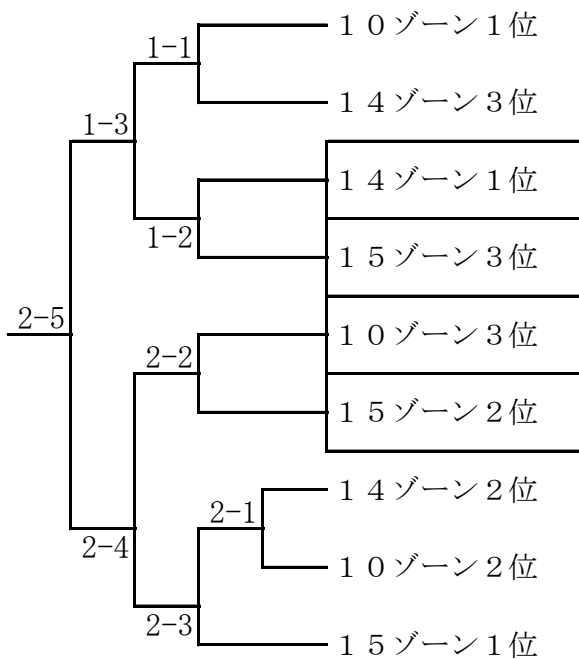 １０ゾーン１位
1-1
１４ゾーン３位
1-3
１４ゾーン１位
1-2
１５ゾーン３位
2-5
１０ゾーン３位
2-2
１５ゾーン２位
１４ゾーン２位
2-1
2-4
１０ゾーン２位
2-3
１５ゾーン１位